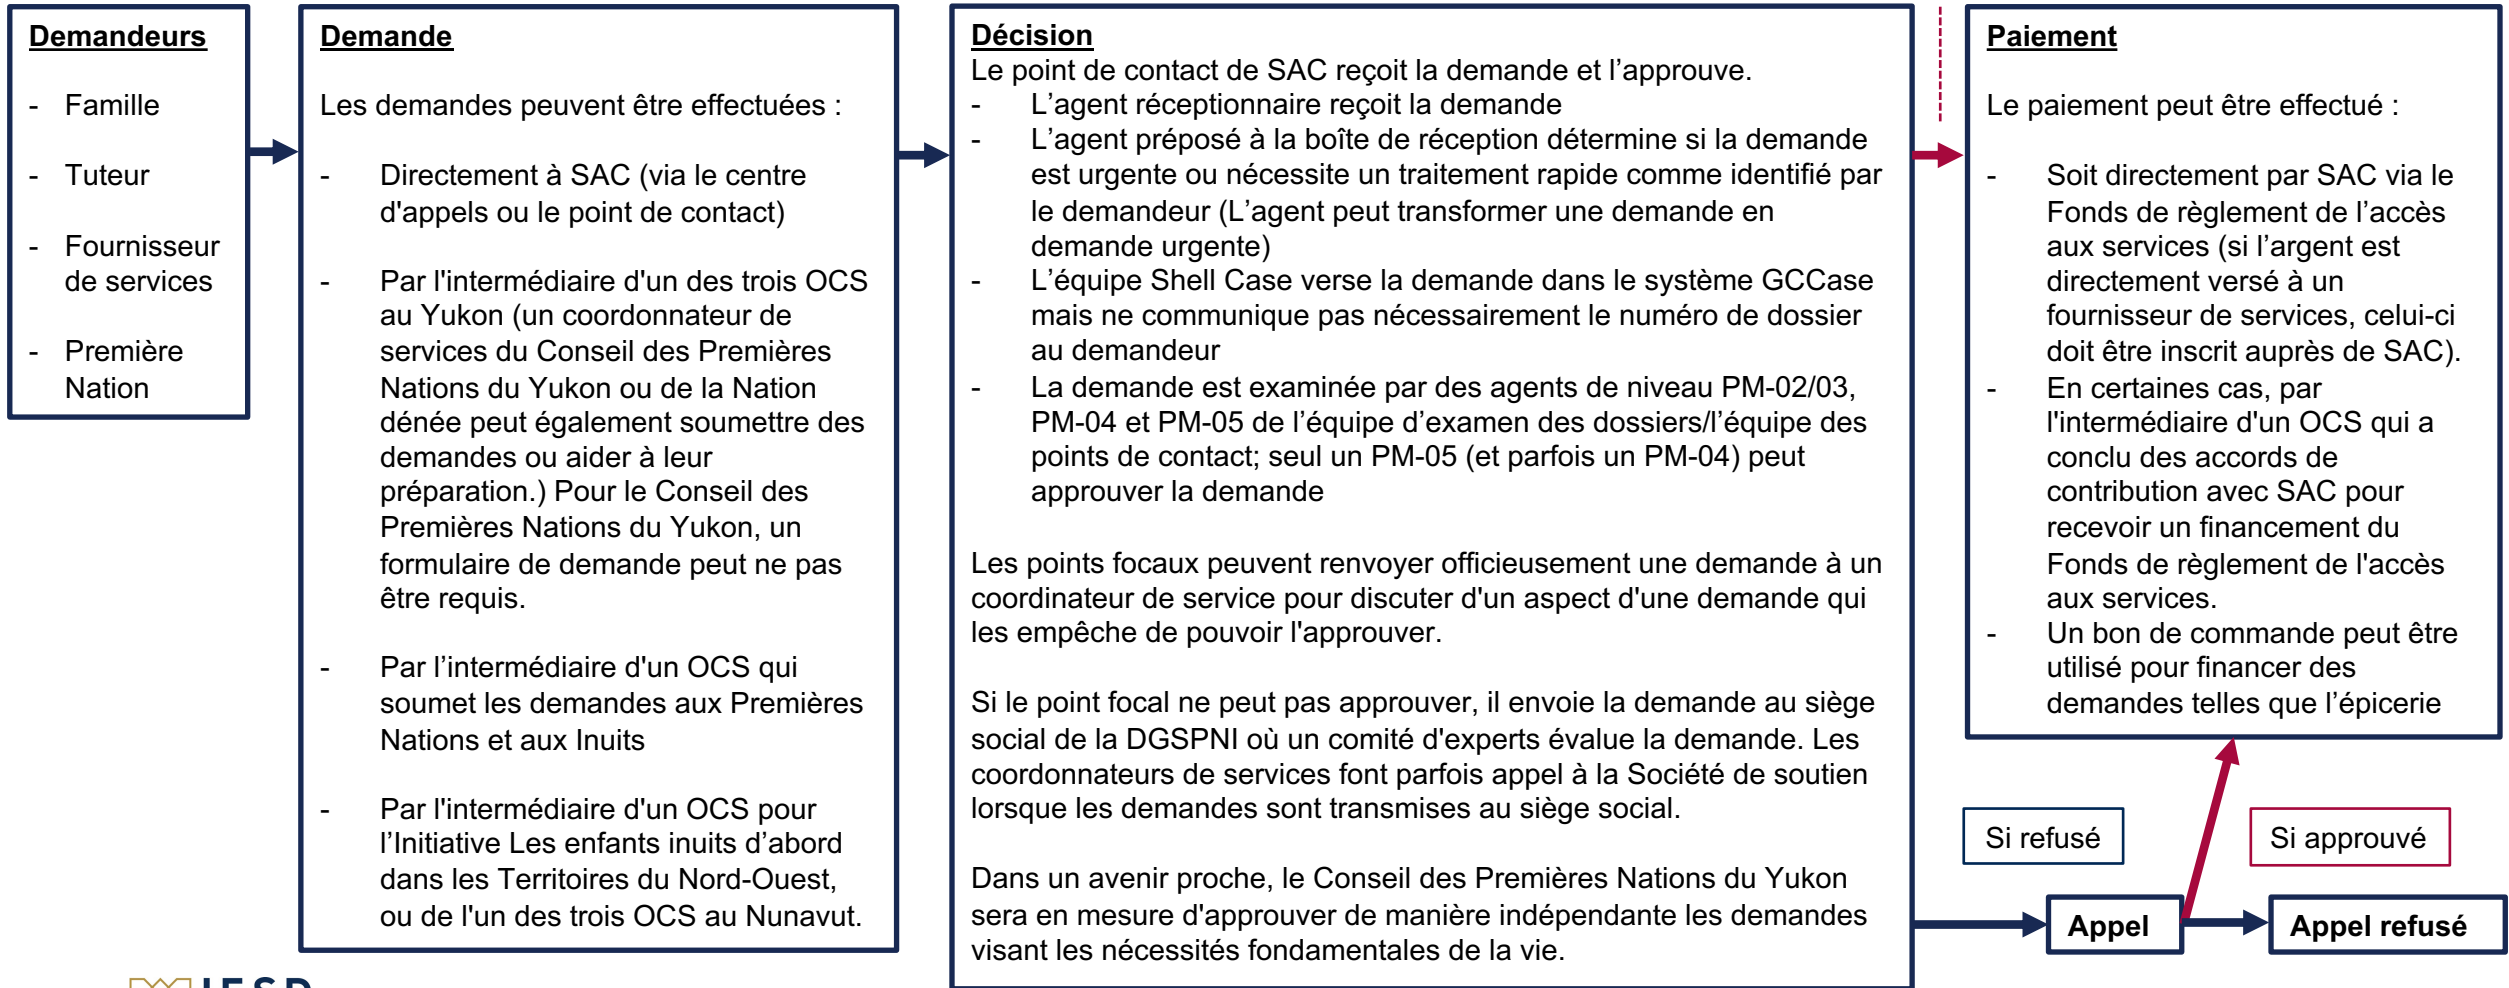 Demandeurs
- Famille
- Tuteur
- Fournisseur
de services
- Première
Nation
Demande
Les demandes peuvent être effectuées :
- Directement à SAC (via le centre
d'appels ou le point de contact)
- Par l'intermédiaire d'un des trois OCS
au Yukon (un coordonnateur de
services du Conseil des Premières
Nations du Yukon ou de la Nation
dénée peut également soumettre des
demandes ou aider à leur
préparation.) Pour le Conseil des
Premières Nations du Yukon, un
formulaire de demande peut ne pas
être requis.
- Par l’intermédiaire d'un OCS qui
soumet les demandes aux Premières
Nations et aux Inuits
- Par l'intermédiaire d'un OCS pour
l’Initiative Les enfants inuits d’abord
dans les Territoires du Nord-Ouest,
ou de l'un des trois OCS au Nunavut.
Décision
Le point de contact de SAC reçoit la demande et l’approuve.
- L’agent réceptionnaire reçoit la demande
- L’agent préposé à la boîte de réception détermine si la demande
est urgente ou nécessite un traitement rapide comme identifié par
le demandeur (L’agent peut transformer une demande en
demande urgente)
- L’équipe Shell Case verse la demande dans le système GCCase
mais ne communique pas nécessairement le numéro de dossier
au demandeur
- La demande est examinée par des agents de niveau PM-02/03,
PM-04 et PM-05 de l’équipe d’examen des dossiers/l’équipe des
points de contact; seul un PM-05 (et parfois un PM-04) peut
approuver la demande
Les points focaux peuvent renvoyer officieusement une demande à un
coordinateur de service pour discuter d'un aspect d'une demande qui
les empêche de pouvoir l'approuver.
Si le point focal ne peut pas approuver, il envoie la demande au siège
social de la DGSPNI où un comité d'experts évalue la demande. Les
coordonnateurs de services font parfois appel à la Société de soutien
lorsque les demandes sont transmises au siège social.
Dans un avenir proche, le Conseil des Premières Nations du Yukon
sera en mesure d'approuver de manière indépendante les demandes
visant les nécessités fondamentales de la vie.
Paiement
Le paiement peut être effectué :
- Soit directement par SAC via le
Fonds de règlement de l’accès
aux services (si l’argent est
directement versé à un
fournisseur de services, celui-ci
doit être inscrit auprès de SAC).
- En certaines cas, par
l'intermédiaire d'un OCS qui a
conclu des accords de
contribution avec SAC pour
recevoir un financement du
Fonds de règlement de l'accès
aux services.
- Un bon de commande peut être
utilisé pour financer des
demandes telles que l’épicerie
Si refusé
Si approuvé
Appel
Appel refusé
IFSD